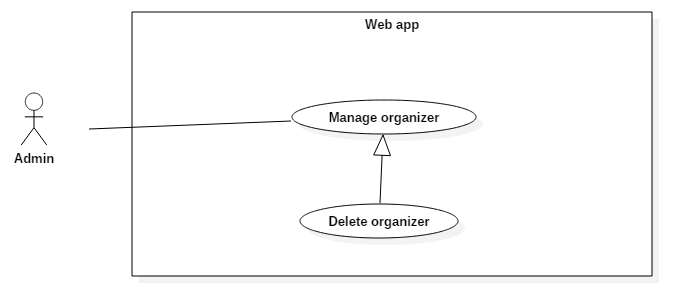 Web app
Manage organizer
Admin
Delete organizer